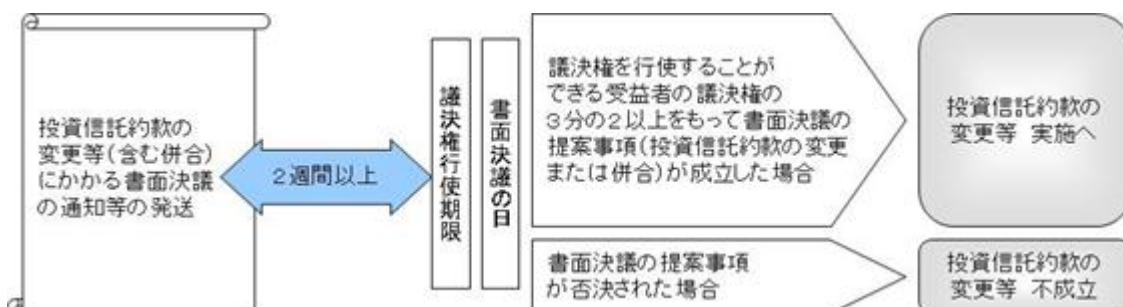 投資信託約款の
変更等(含む併合)
にかかる書面決議
の通知等の発送
2週間以上
議決権行使期限
書面決議の日
議決権を行使することが
できる受益者の議決権の
3分の2以上をもって書面決議の
提案事項(投資信託約款の変更
または併合)が成立した場合
投資信託約款の
変更等 実施へ
書面決議の提案事項
が否決された場合
投資信託約款の
変更等 不成立